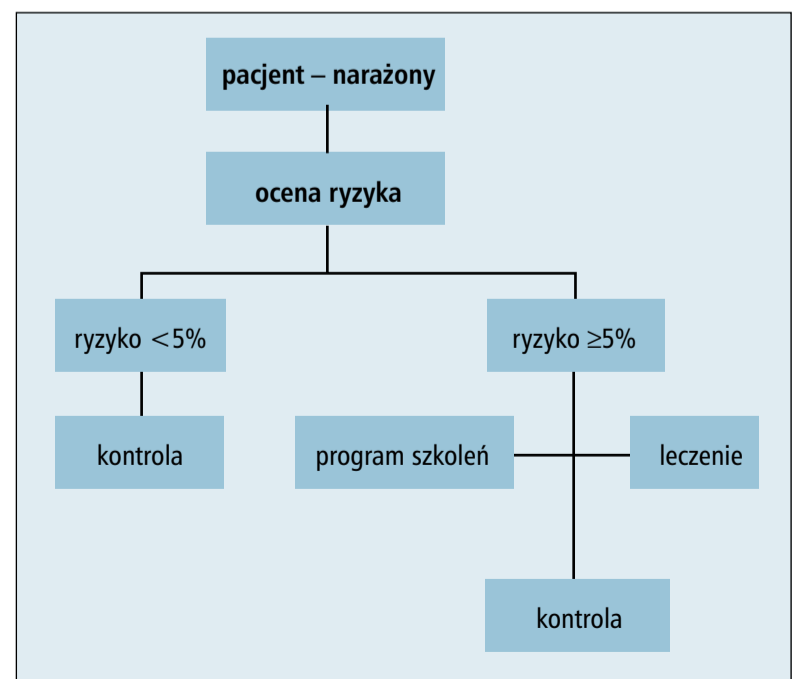 pacjent – narażony
ocena ryzyka
ryzyko <5%
ryzyko ≥5%
kontrola
program szkoleń
leczenie
kontrola